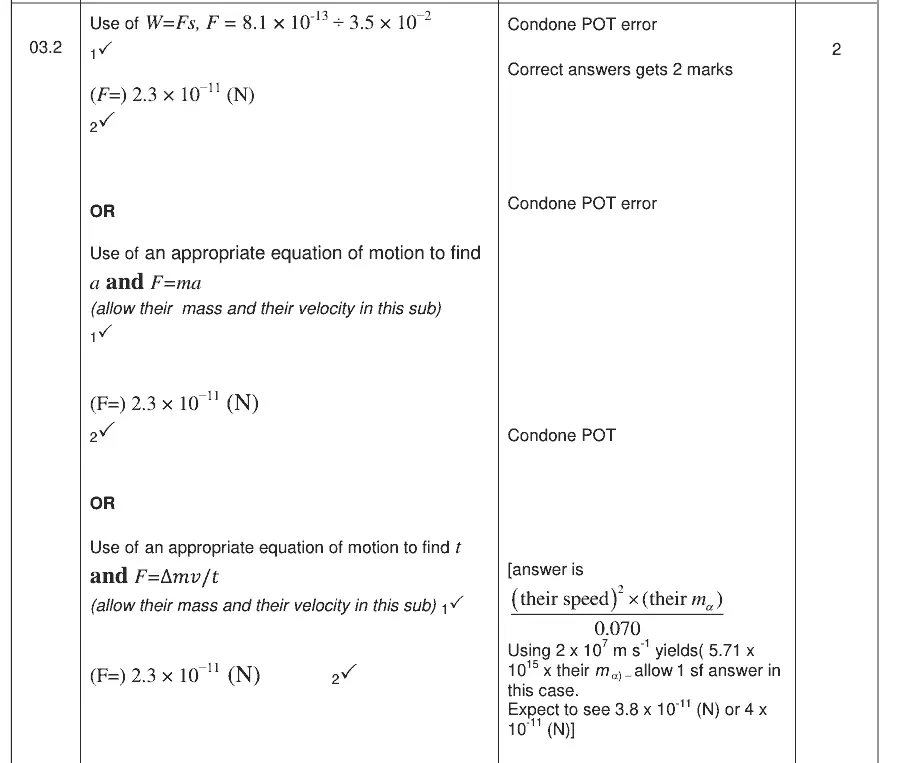 Use of W=Fs, F = 8.1 × 10⁻¹³ ÷ 3.5 × 10⁻²
Condone POT error
03.2
1✓
2
Correct answers gets 2 marks
(F=) 2.3 × 10⁻¹¹ (N)
2✓
OR
Condone POT error
Use of an appropriate equation of motion to find
a and F=ma
(allow their mass and their velocity in this sub)
1✓
(F=) 2.3 × 10⁻¹¹ (N)
2✓
Condone POT
OR
Use of an appropriate equation of motion to find t
and F=Δmv/t
(allow their mass and their velocity in this sub) 1✓
[answer is
(their speed)² × (their mα)
0.070
Using 2 x 10⁷ m s⁻¹ yields( 5.71 x
10¹⁵ x their m α) – allow 1 sf answer in
this case.
Expect to see 3.8 x 10⁻¹¹ (N) or 4 x
10⁻¹¹ (N)]
(F=) 2.3 × 10⁻¹¹ (N) 2✓